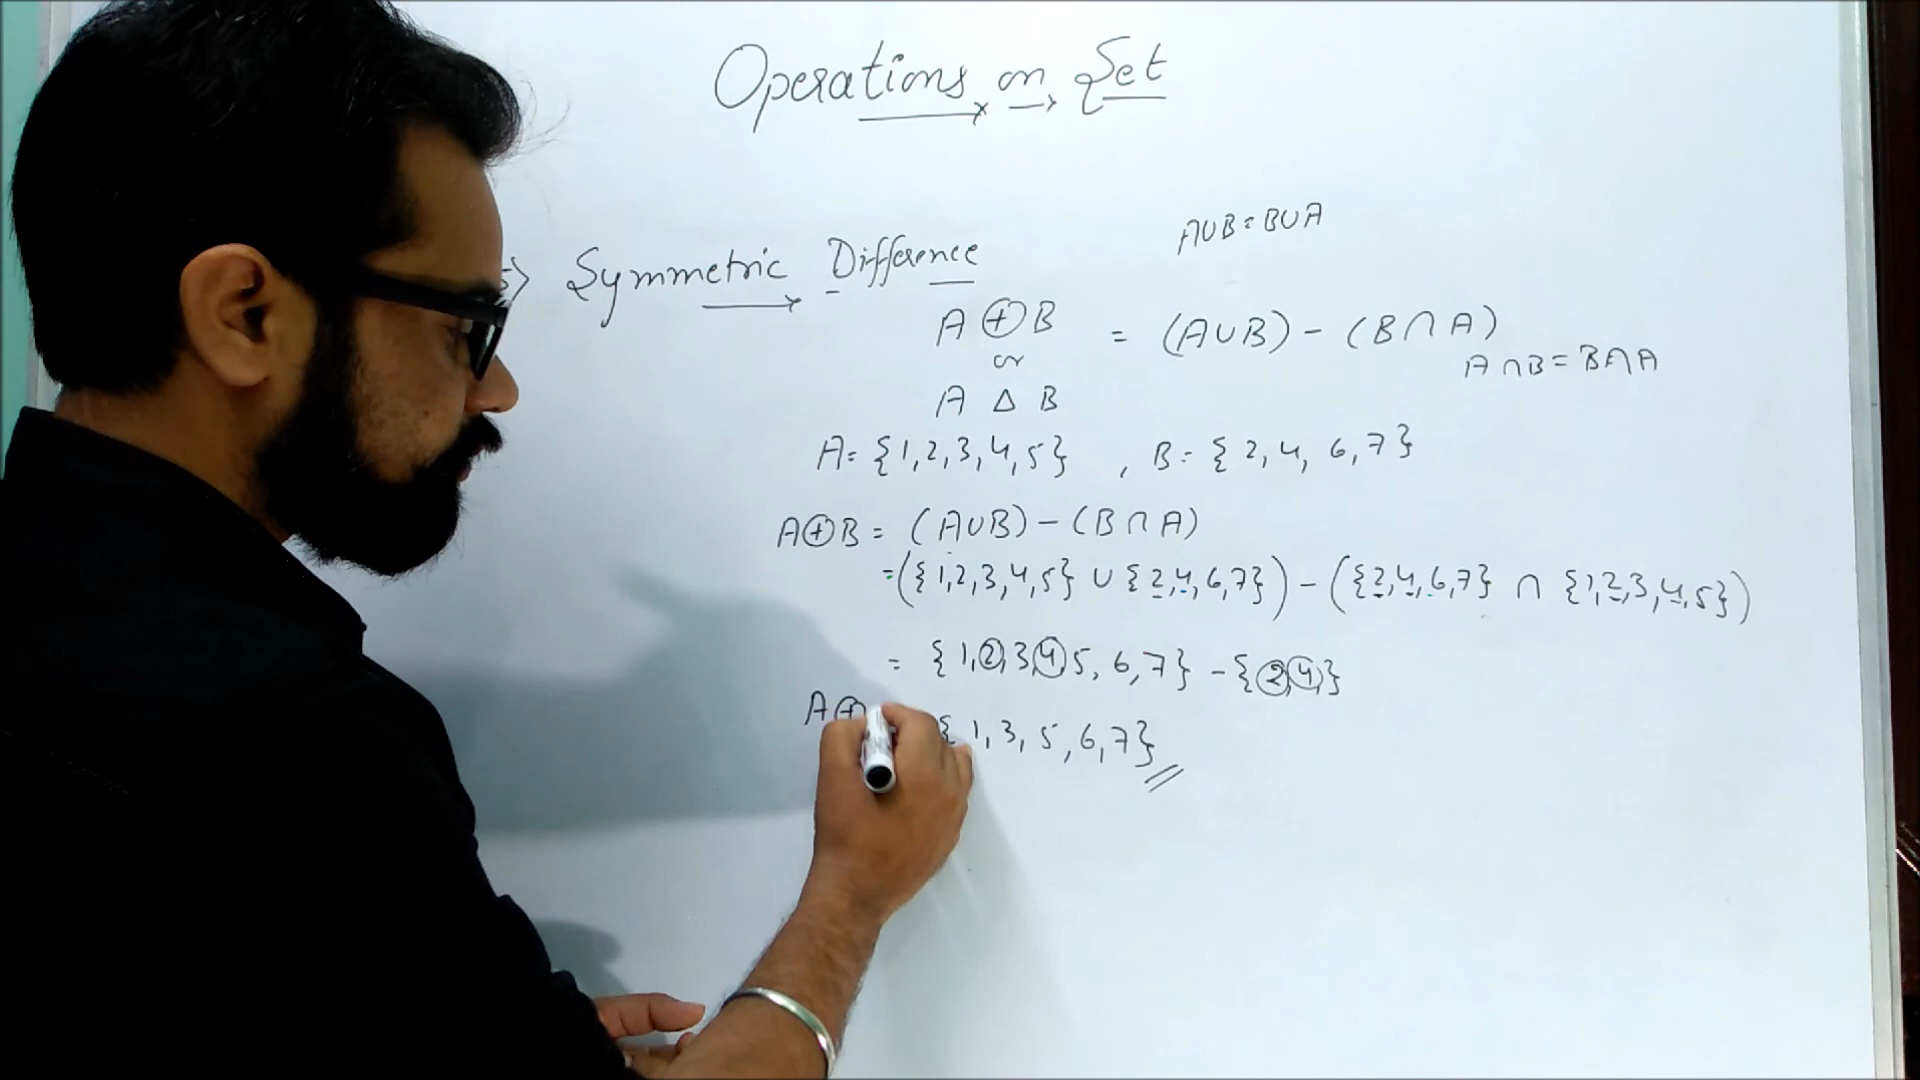 Operations on Set
A∪B = B∪A
5) Symmetric Difference
A ⊕ B = (A∪B) - (B∩A)
or
A∩B = B∩A
A Δ B
A = {1,2,3,4,5} , B = {2,4,6,7}
A⊕B = (A∪B) - (B∩A)
= ({1,2,3,4,5} ∪ {2,4,6,7}) - ({2,4,6,7} ∩ {1,2,3,4,5})
= {1,2,3,4,5,6,7} - {2,4}
A⊕ {1,3,5,6,7}